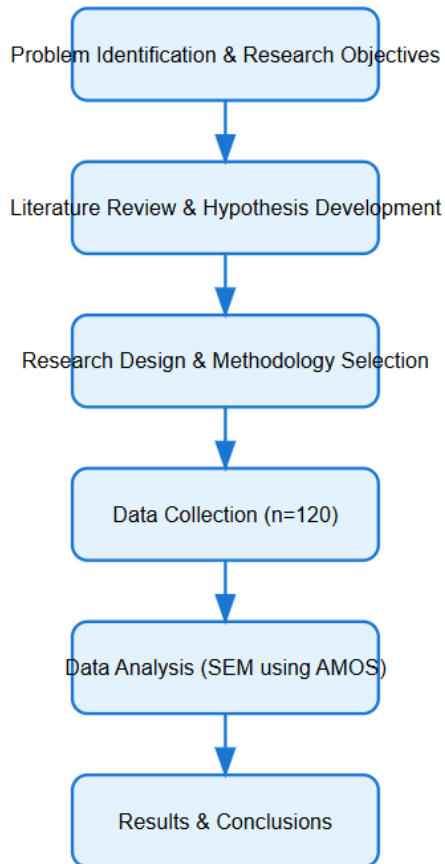 Problem Identification & Research Objectives
Literature Review & Hypothesis Development
Research Design & Methodology Selection
Data Collection (n=120)
Data Analysis (SEM using AMOS)
Results & Conclusions